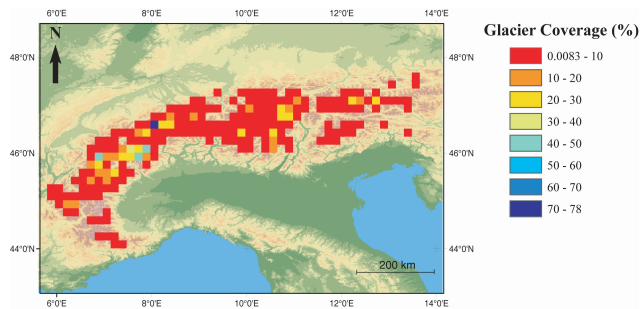 6°0'E 8°0'E 10°0'E 12°0'E 14°0'E
Glacier Coverage (%)
N
48°0'N 48°0'N
0.0083 - 10
10 - 20
20 - 30
30 - 40
40 - 50
50 - 60
60 - 70
70 - 78
46°0'N 46°0'N
44°0'N 44°0'N
200 km
6°0'E 8°0'E 10°0'E 12°0'E 14°0'E